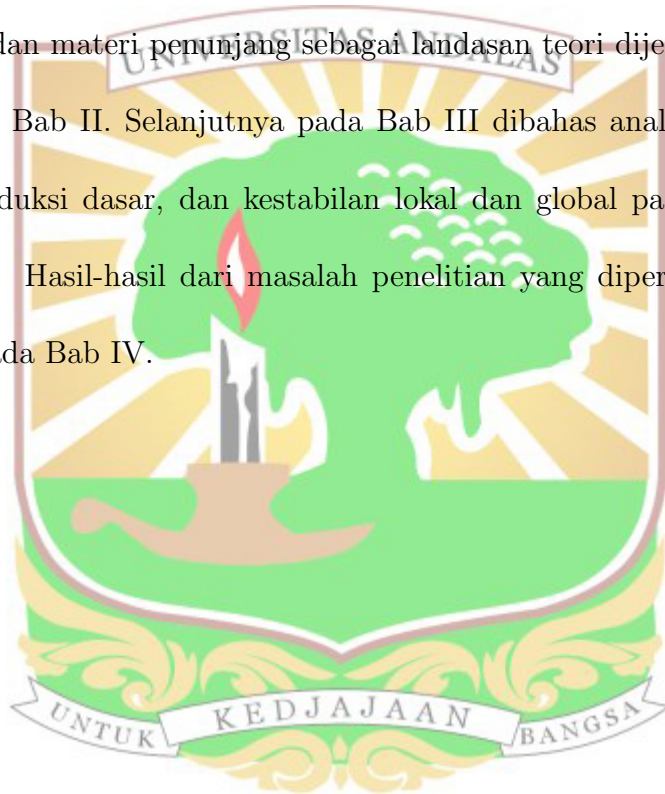 UNIVERSITAS ANDALAS
dan materi penunjang sebagai landasan teori dije
Bab II. Selanjutnya pada Bab III dibahas anal
duksi dasar, dan kestabilan lokal dan global pa
Hasil-hasil dari masalah penelitian yang diper
da Bab IV.
UNTUK KEDJAJAAN BANGSA